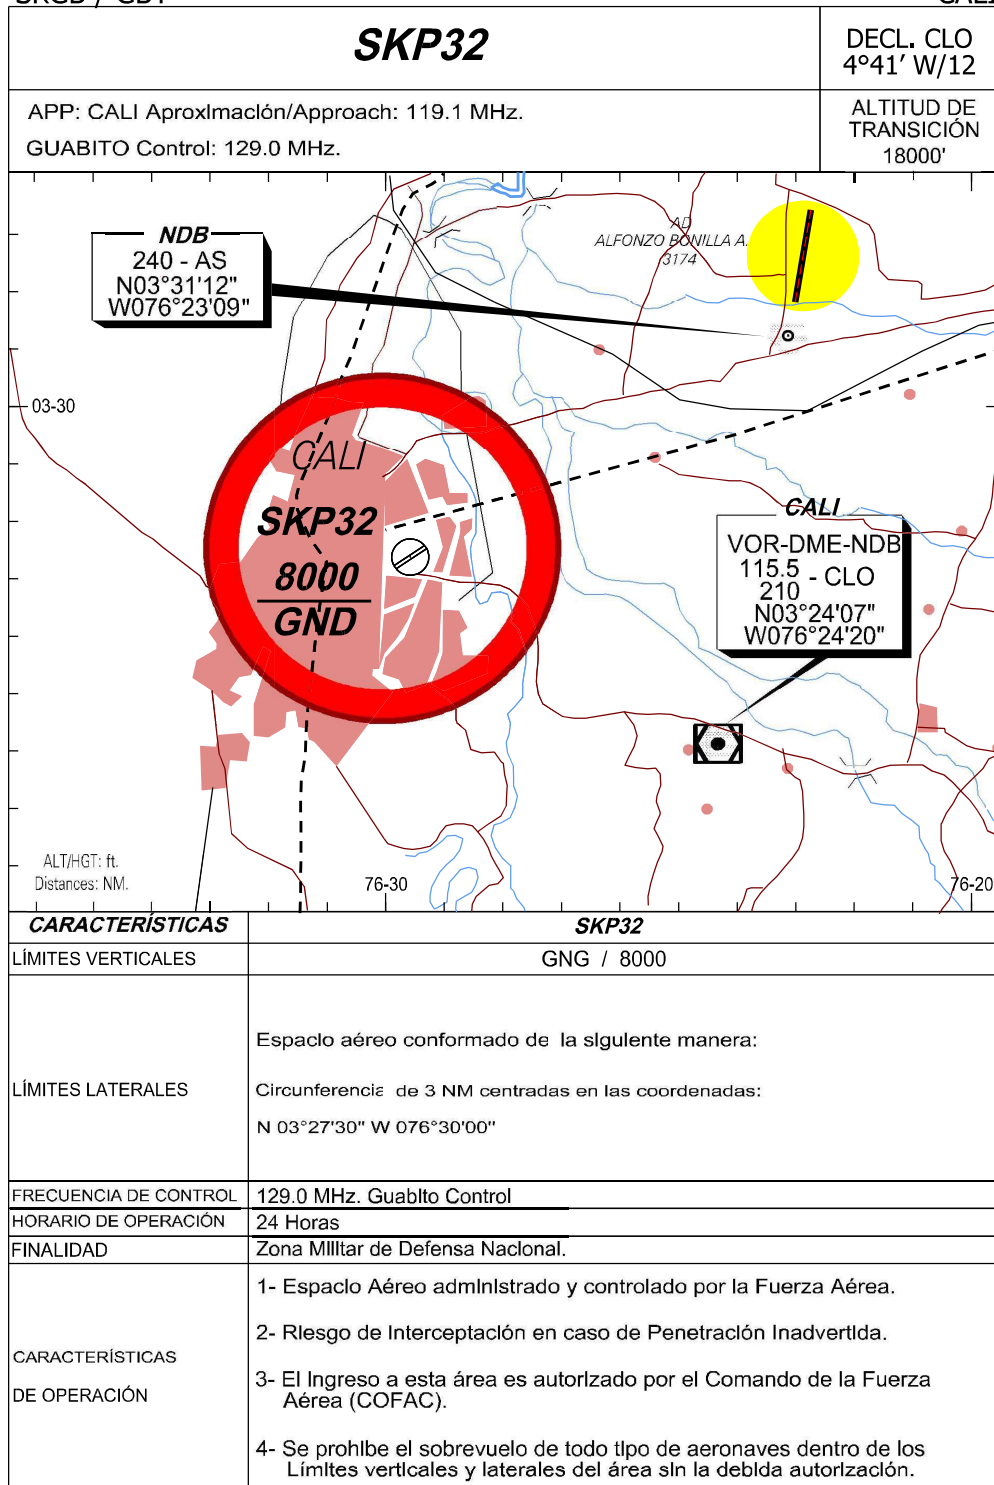 SKP32
DECL. CLO
4°41' W/12
APP: CALI Aproximación/Approach: 119.1 MHz.
GUABITO Control: 129.0 MHz.
ALTITUD DE
TRANSICIÓN
18000'
NDB
240 - AS
N03°31'12"
W076°23'09"
AD
ALFONZO BONILLA A.
3174
03-30
CALI
SKP32
8000
GND
CALI
VOR-DME-NDB
115.5
210 - CLO
N03°24'07"
W076°24'20"
ALT/HGT: ft.
Distances: NM.
76-30
76-20
CARACTERÍSTICAS
SKP32
LÍMITES VERTICALES
GNG / 8000
LÍMITES LATERALES
Espacio aéreo conformado de la siguiente manera:
Circunferencia de 3 NM centradas en las coordenadas:
N 03°27'30" W 076°30'00"
FRECUENCIA DE CONTROL
129.0 MHz. Guabito Control
HORARIO DE OPERACIÓN
24 Horas
FINALIDAD
Zona Militar de Defensa Nacional.
CARACTERÍSTICAS
DE OPERACIÓN
1- Espacio Aéreo administrado y controlado por la Fuerza Aérea.
2- Riesgo de Interceptación en caso de Penetración Inadvertida.
3- El Ingreso a esta área es autorizado por el Comando de la Fuerza
Aérea (COFAC).
4- Se prohibe el sobrevuelo de todo tipo de aeronaves dentro de los
Límites verticales y laterales del área sin la debida autorización.